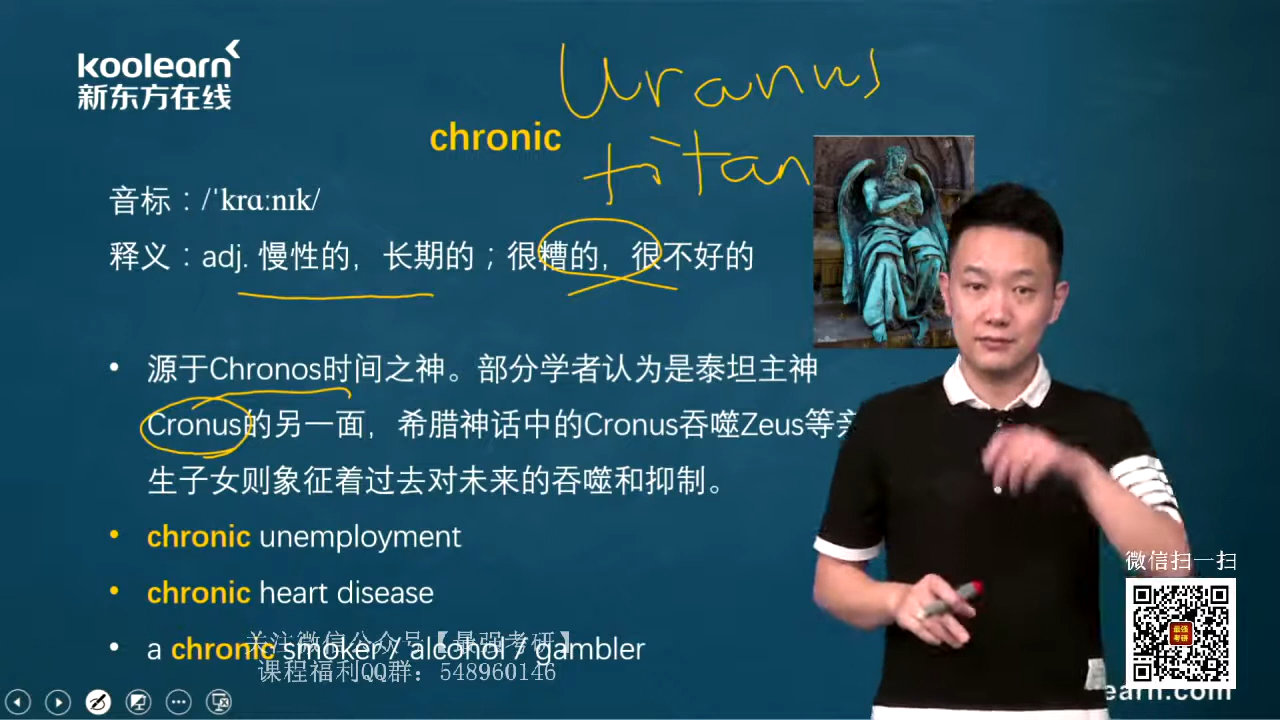 koolearn
新东方在线
Uranus
titan
chronic
音标：/ˈkrɑːnɪk/
释义：adj. 慢性的，长期的；很糟的，很不好的
• 源于Chronos时间之神。部分学者认为是泰坦主神
Cronus的另一面，希腊神话中的Cronus吞噬Zeus等亲
生子女则象征着过去对未来的吞噬和抑制。
• chronic unemployment
• chronic heart disease
• a chronic smoker / alcohol / gambler
关注微信公众号【最强考研】
课程福利QQ群：548960146
微信扫一扫
最强
考研
earn.com